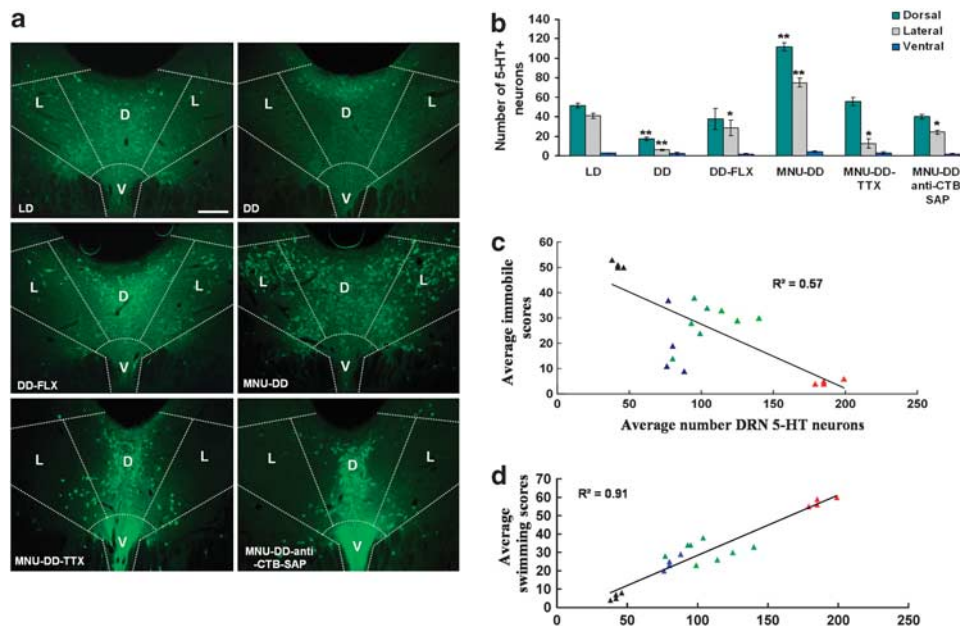 a
L
D
L
V
LD
L
D
L
V
DD
L
D
L
V
DD-FLX
L
D
L
V
MNU-DD
L
D
L
V
MNU-DD-TTX
L
D
L
V
MNU-DD-anti
-CTB-SAP
b
Number of 5-HT+
neurons
140
120
100
80
60
40
20
0
Dorsal
Lateral
Ventral
**
**
*
**
**
*
*
LD
DD
DD-FLX
MNU-DD
MNU-DD-
TTX
MNU-DD
anti-CTB
SAP
c
Average immobile
scores
60
50
40
30
20
10
0
R² = 0.57
0 50 100 150 200 250
Average number DRN 5-HT neurons
d
Average
swimming scores
70
60
50
40
30
20
10
0
R² = 0.91
0 50 100 150 200 250